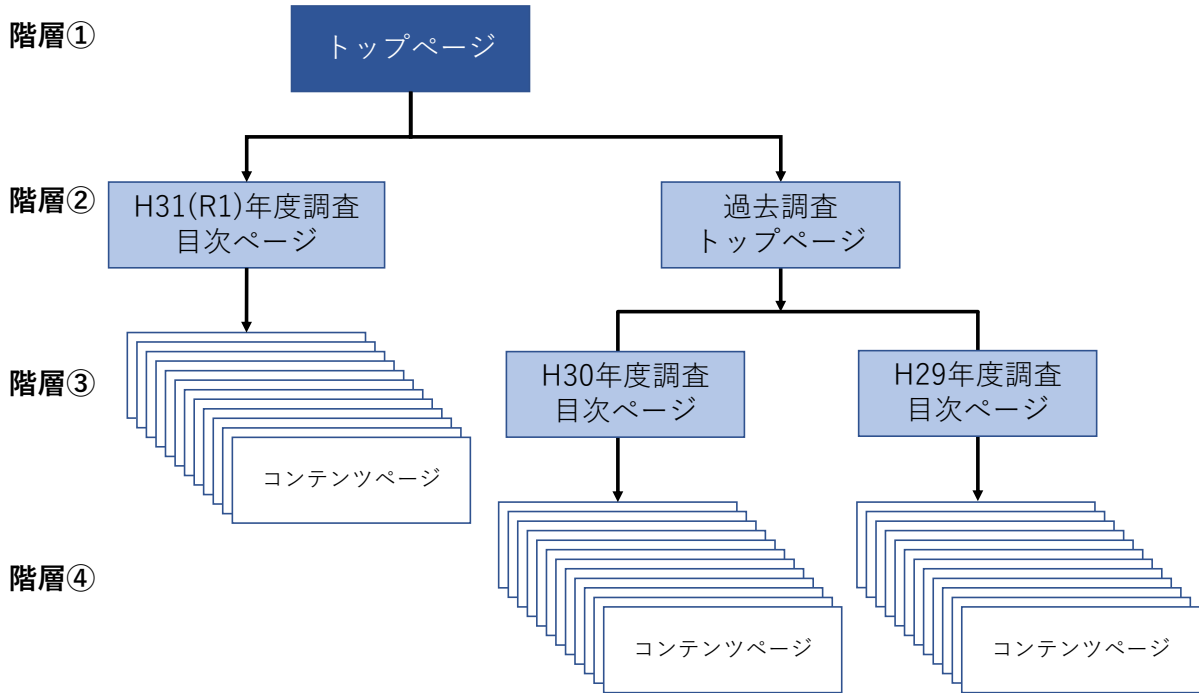 階層①
トップページ
階層②
H31(R1)年度調査
目次ページ
過去調査
トップページ
階層③
H30年度調査
目次ページ
H29年度調査
目次ページ
コンテンツページ
階層④
コンテンツページ
コンテンツページ